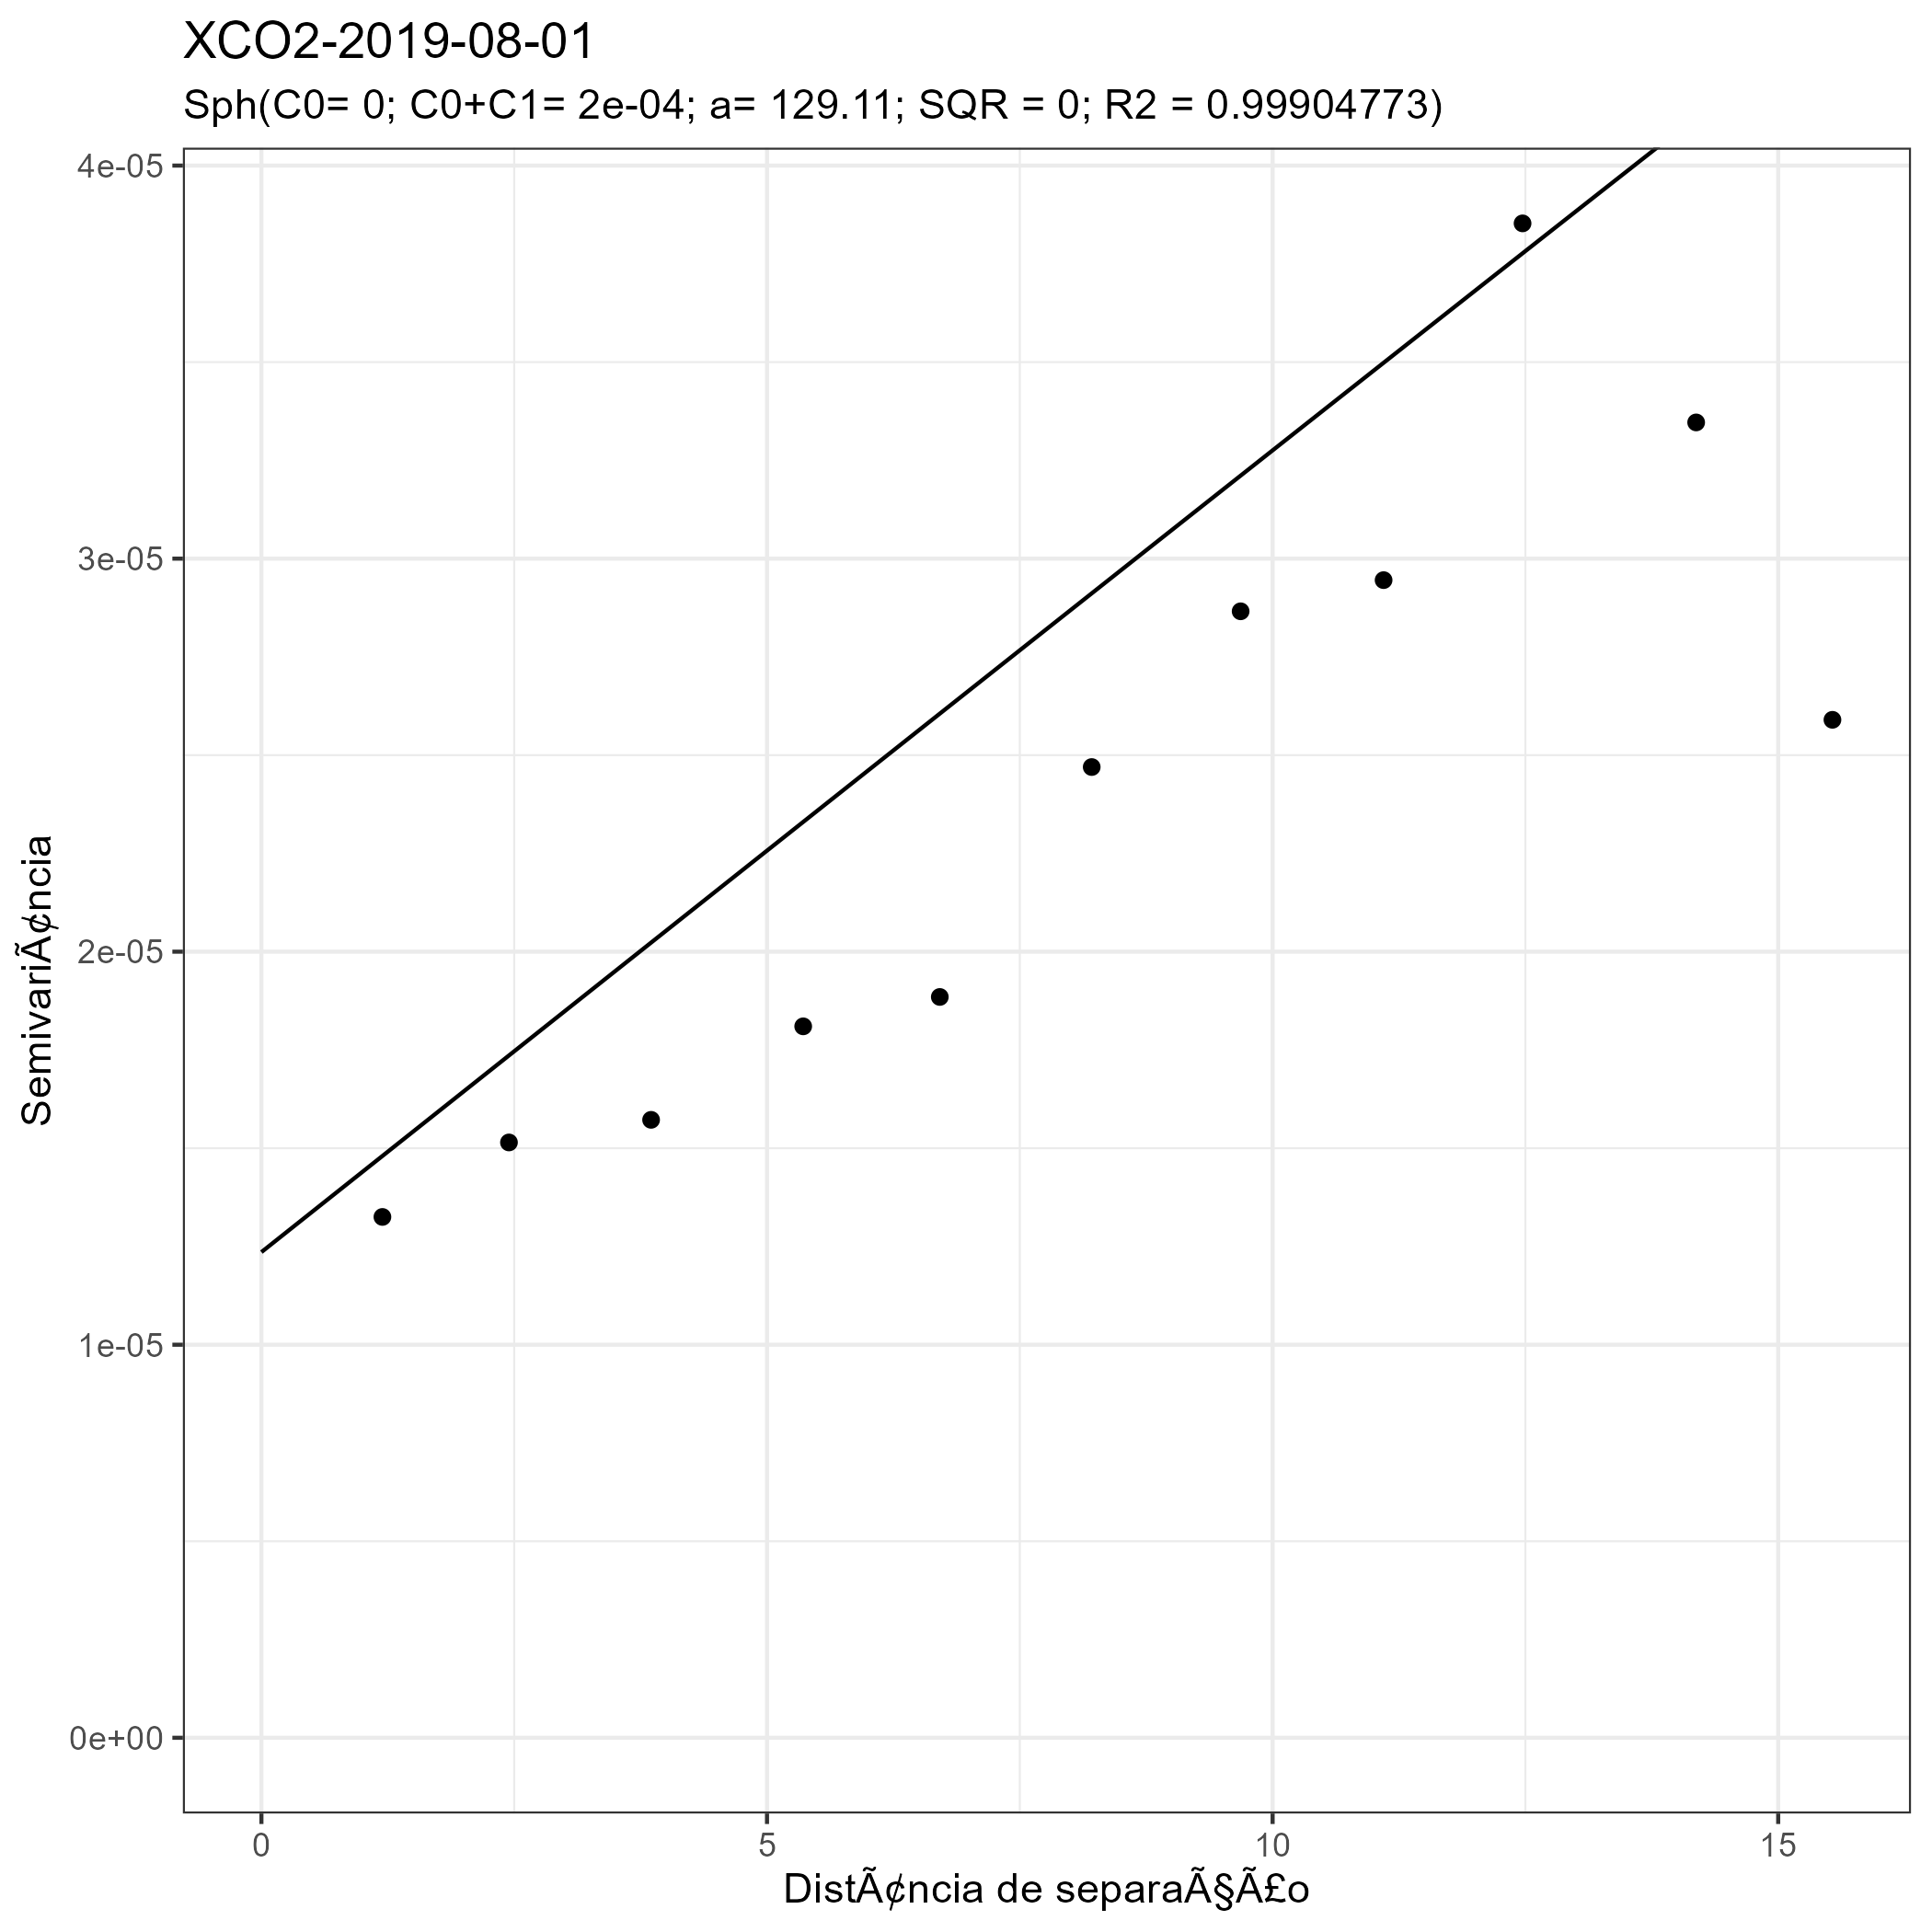 XCO2-2019-08-01
Sph(C0= 0; C0+C1= 2e-04; a= 129.11; SQR = 0; R2 = 0.99904773)
4e-05
3e-05
2e-05
1e-05
0e+00
SemivariÃ¢ncia
0 5 10 15
DistÃ¢ncia de separaÃ§Ã£o